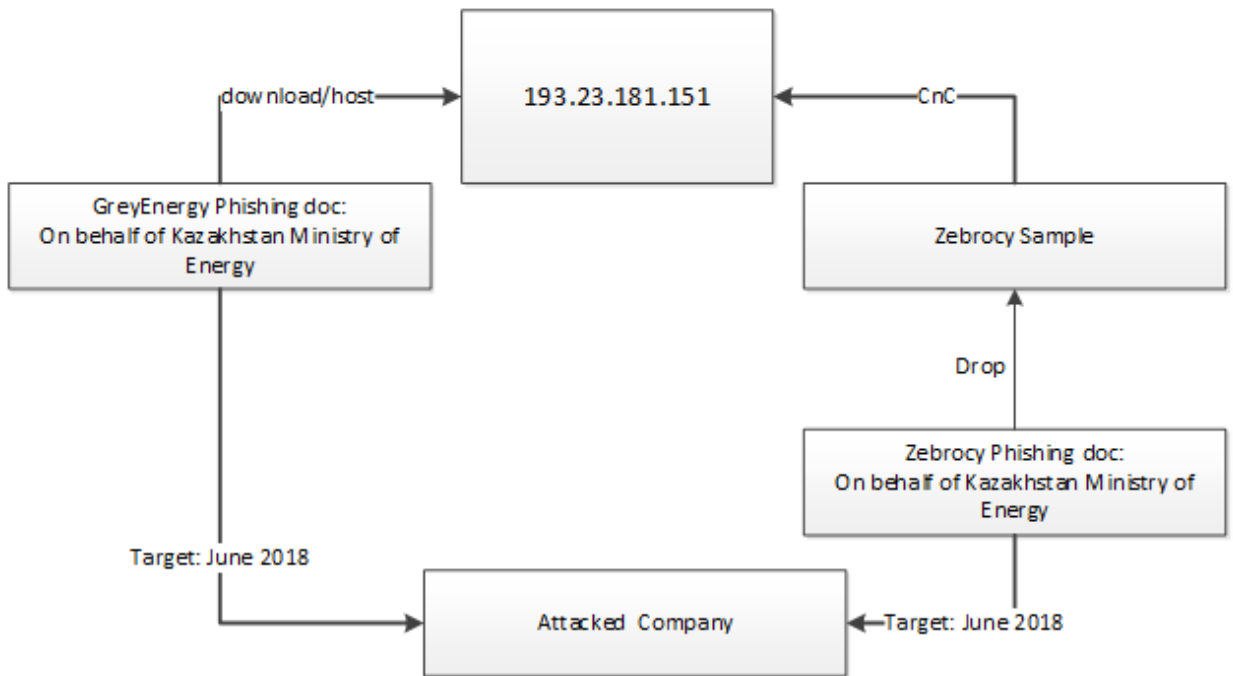 193.23.181.151
download/host
CnC
GreyEnergy Phishing doc:
On behalf of Kazakhstan Ministry of
Energy
Zebrocy Sample
Drop
Zebrocy Phishing doc:
On behalf of Kazakhstan Ministry of
Energy
Target: June 2018
Attacked Company
Target: June 2018